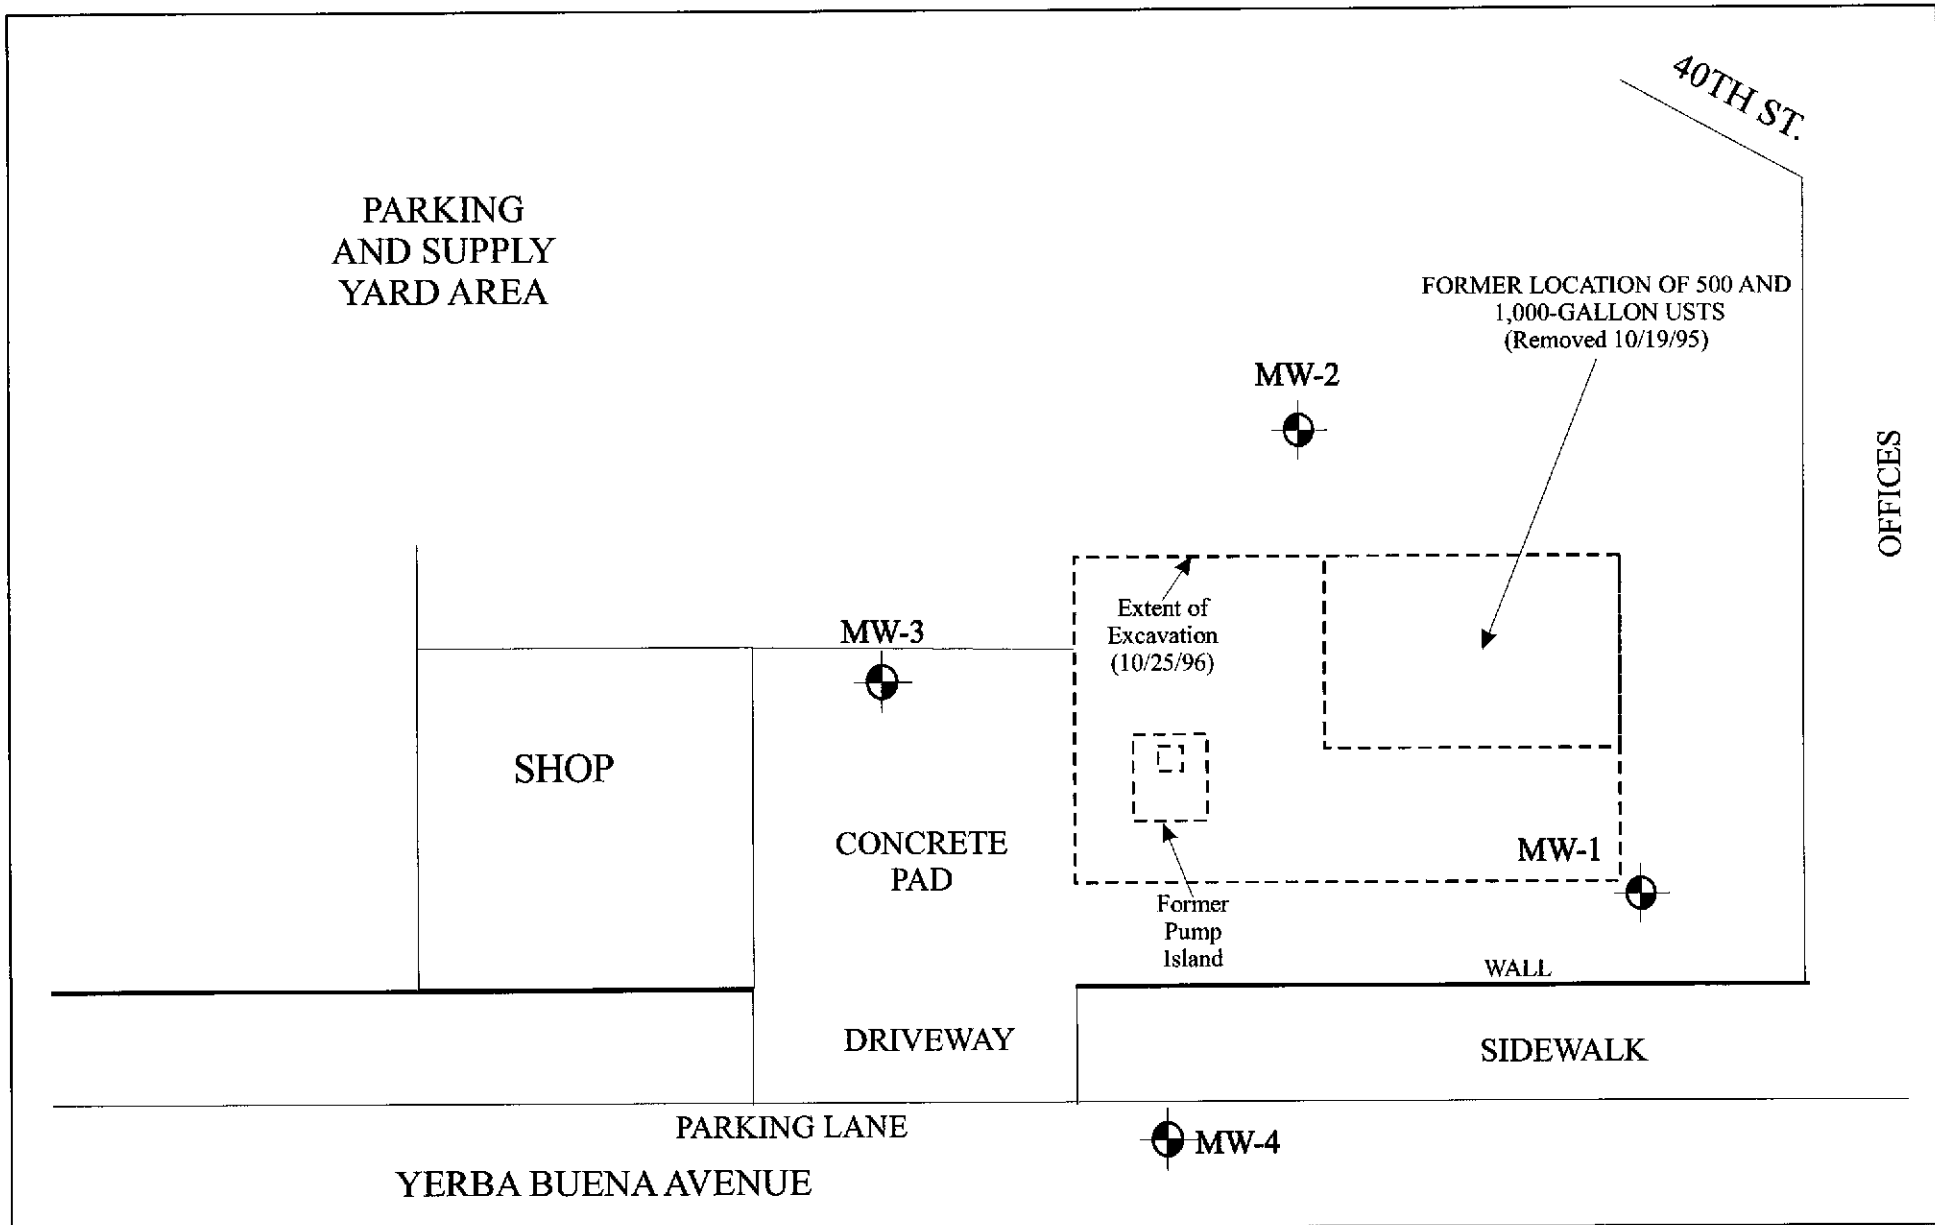 40TH ST.
PARKING
AND SUPPLY
YARD AREA
FORMER LOCATION OF 500 AND
1,000-GALLON USTS
(Removed 10/19/95)
MW-2
OFFICES
Extent of
Excavation
(10/25/96)
MW-3
SHOP
CONCRETE
PAD
MW-1
Former
Pump
Island
WALL
DRIVEWAY
SIDEWALK
PARKING LANE
MW-4
YERBA BUENA AVENUE